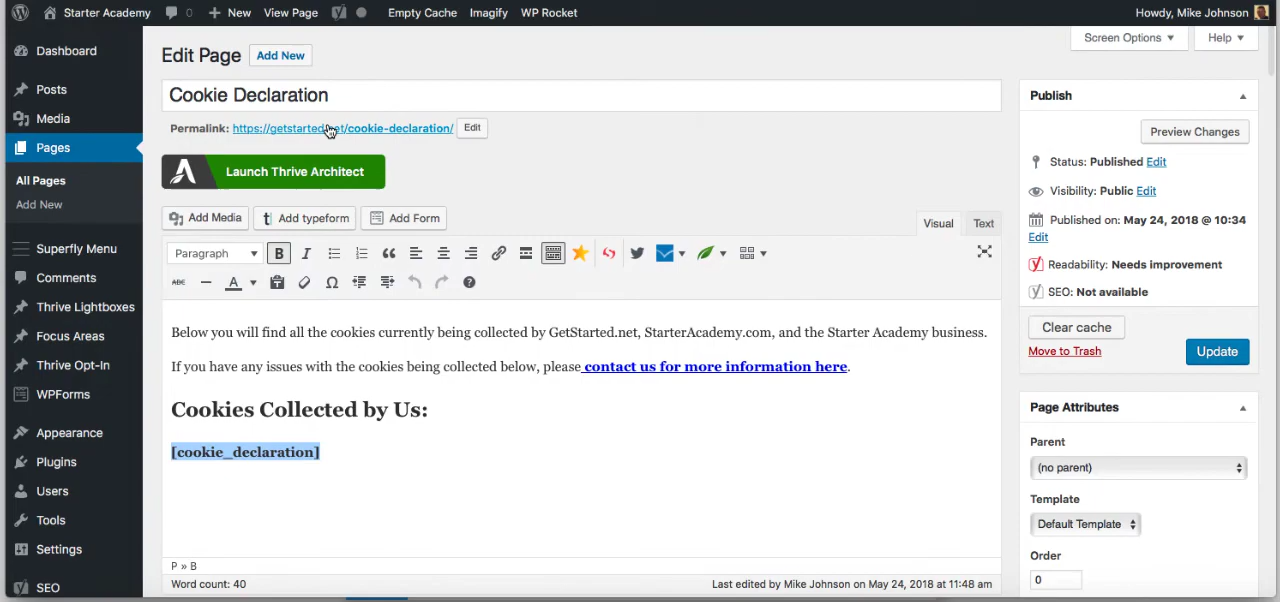 Starter Academy 0 New View Page Empty Cache Imagify WP Rocket Howdy, Mike Johnson
Screen Options Help
Dashboard
Posts
Media
Pages
All Pages
Add New
Superfly Menu
Comments
Thrive Lightboxes
Focus Areas
Thrive Opt-In
WPForms
Appearance
Plugins
Users
Tools
Settings
SEO
Edit Page Add New
Cookie Declaration
Permalink: https://getstarted.net/cookie-declaration/ Edit
Launch Thrive Architect
Add Media Add typeform Add Form
Visual Text
Paragraph B I
ABC A
Below you will find all the cookies currently being collected by GetStarted.net, StarterAcademy.com, and the Starter Academy business.
If you have any issues with the cookies being collected below, please contact us for more information here.
Cookies Collected by Us:
[cookie_declaration]
P » B
Word count: 40 Last edited by Mike Johnson on May 24, 2018 at 11:48 am
Publish
Preview Changes
Status: Published Edit
Visibility: Public Edit
Published on: May 24, 2018 @ 10:34
Edit
Readability: Needs improvement
SEO: Not available
Clear cache
Move to Trash Update
Page Attributes
Parent
(no parent)
Template
Default Template
Order
0